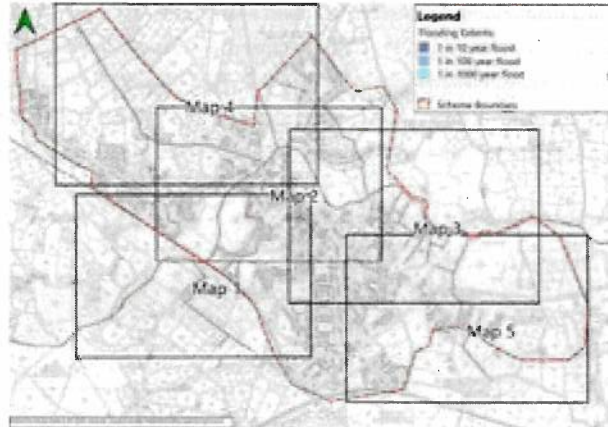 Legend
Flooding Extents
1 in 10 year flood
1 in 100 year flood
1 in 1000 year flood
Scheme Boundary
Map 4
Map 2
Map 3
Map 1
Map 5